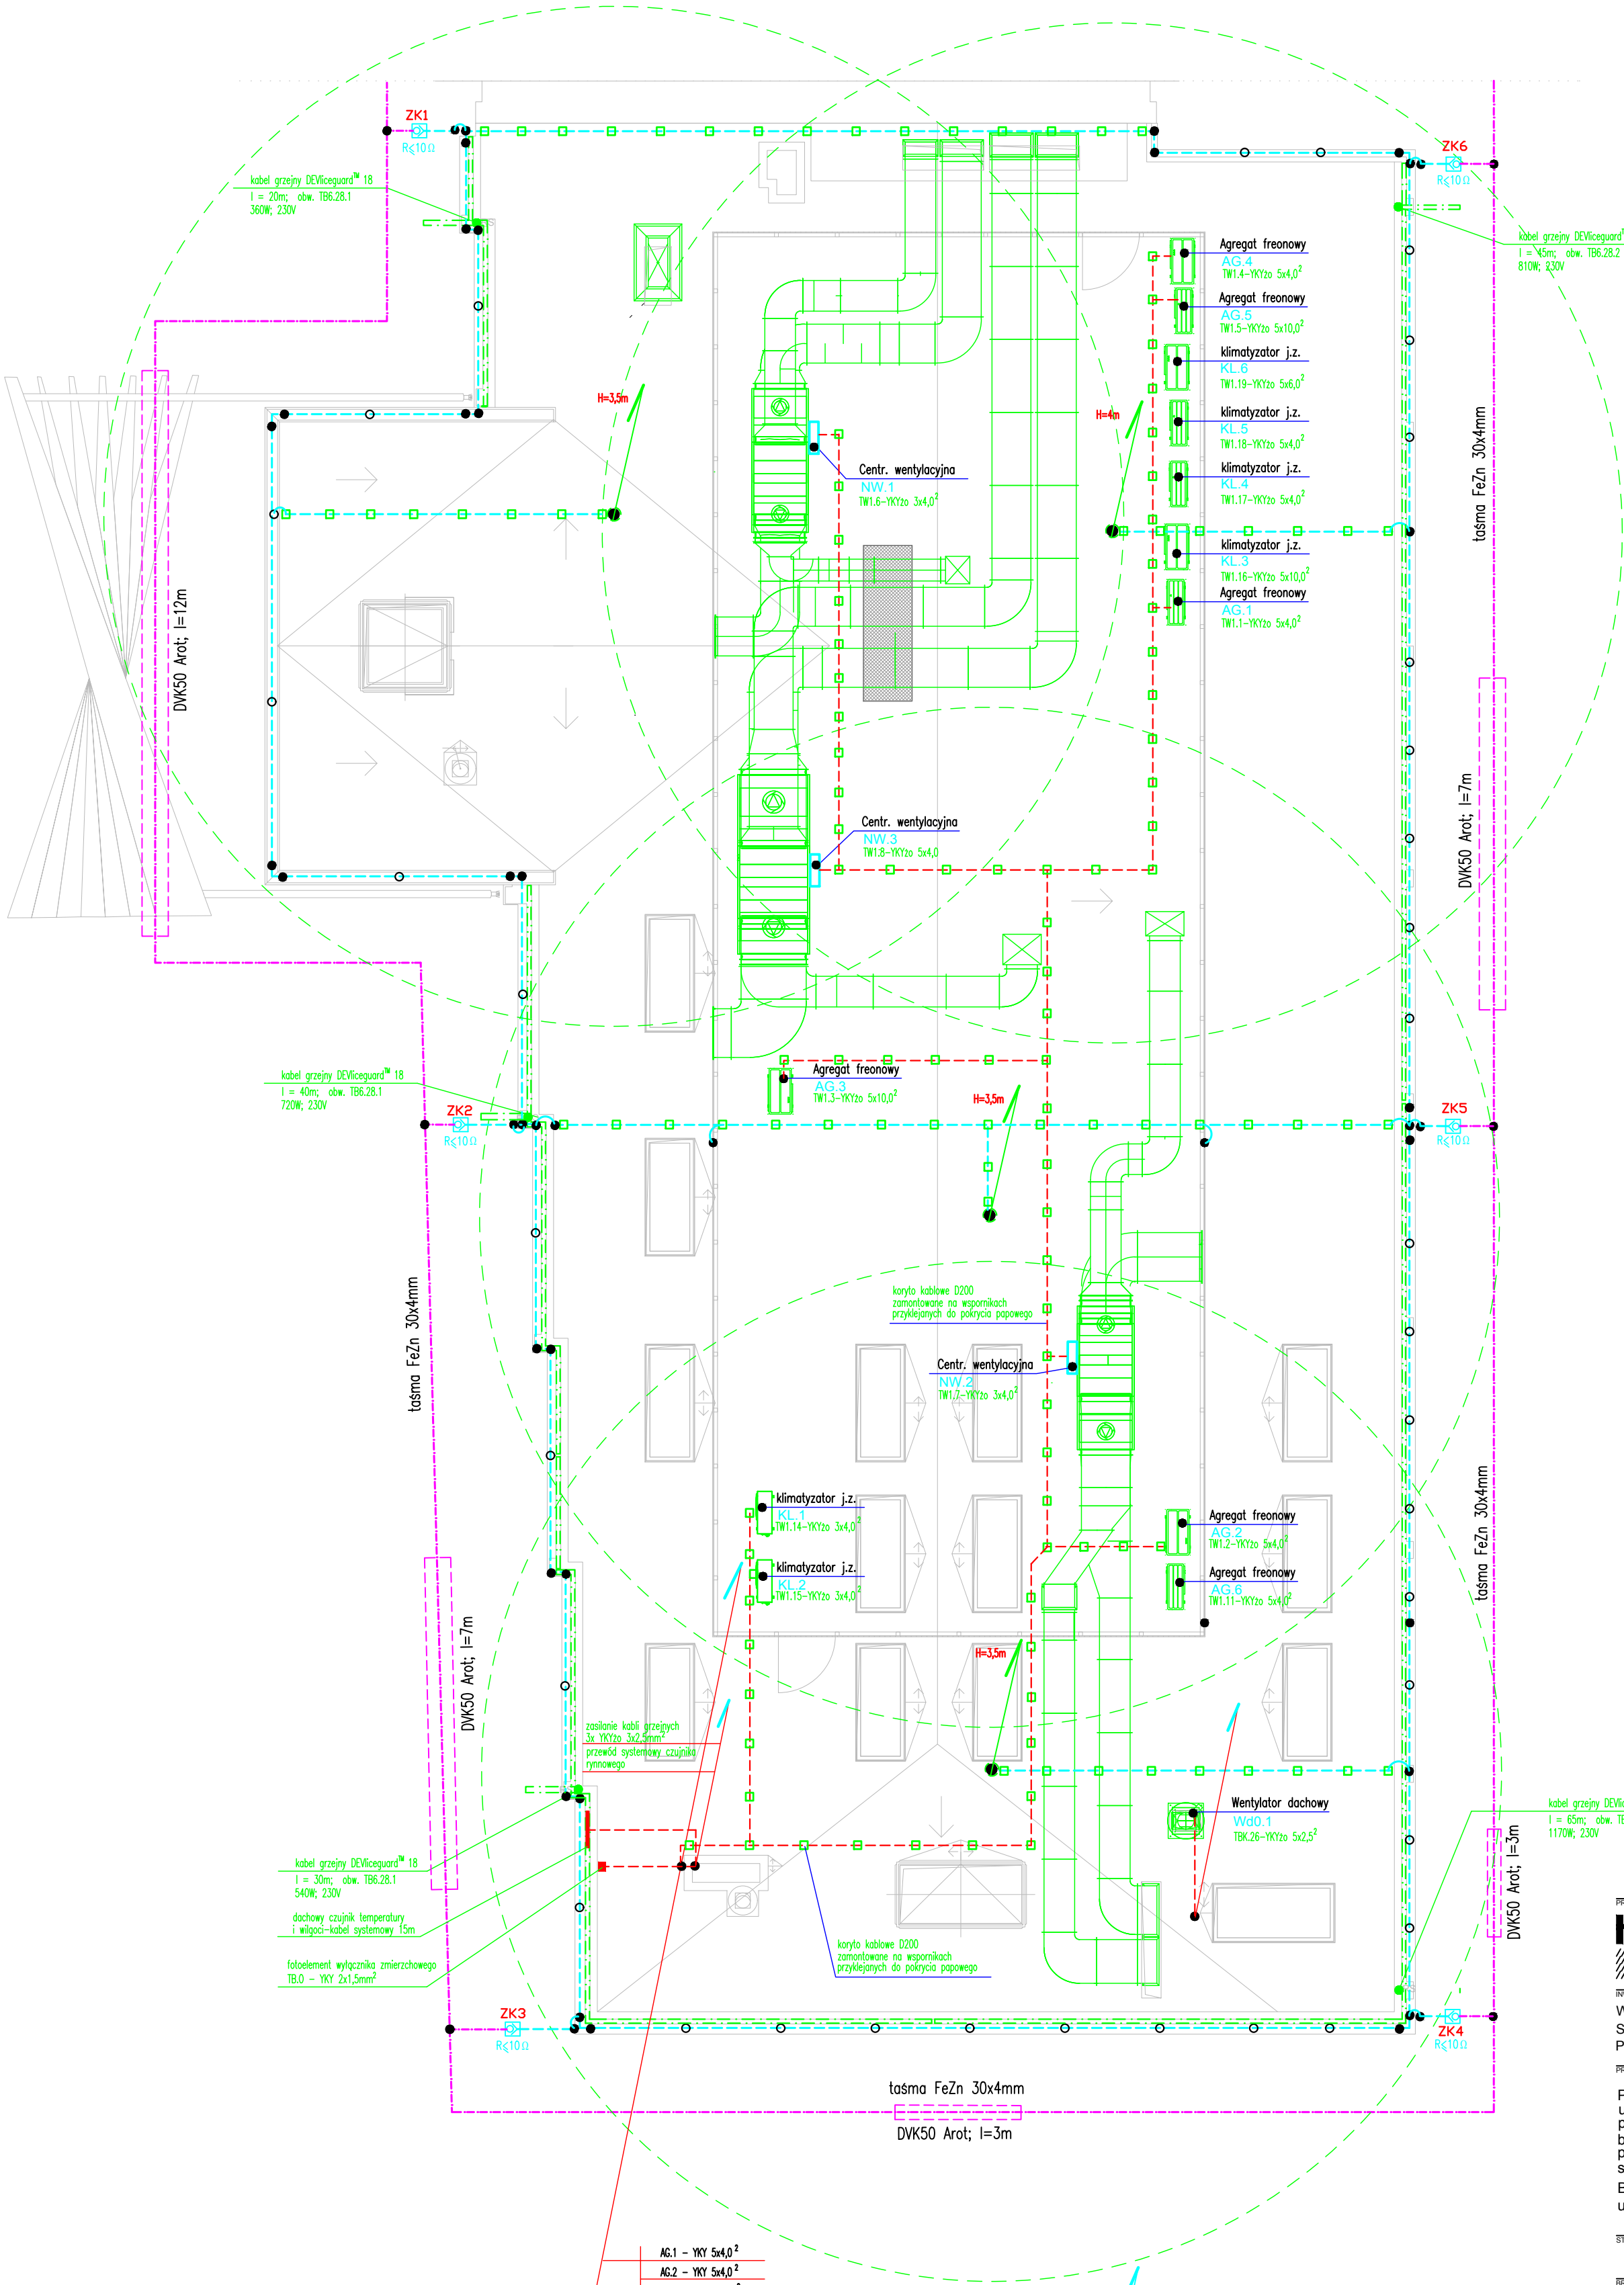 ZK1
R⩽10Ω
ZK6
R⩽10Ω
kabel grzejny DEVIiceguard™ 18
l = 20m; obw. TB6.28.1
360W; 230V
kabel grzejny DEVIiceguard
l = 45m; obw. TB6.28.2
810W; 230V
Agregat freonowy
AG.4
TW1.4-YKYżo 5x4,0²
Agregat freonowy
AG.5
TW1.5-YKYżo 5x10,0²
klimatyzator j.z.
KL.6
TW1.19-YKYżo 5x6,0²
klimatyzator j.z.
KL.5
TW1.18-YKYżo 5x4,0²
klimatyzator j.z.
KL.4
TW1.17-YKYżo 5x4,0²
klimatyzator j.z.
KL.3
TW1.16-YKYżo 5x10,0²
Agregat freonowy
AG.1
TW1.1-YKYżo 5x4,0²
H=3,5m
H=4m
Centr. wentylacyjna
NW.1
TW1.6-YKYżo 3x4,0²
taśma FeZn 30x4mm
DVK50 Arot; l=12m
DVK50 Arot; l=7m
Centr. wentylacyjna
NW.3
TW1.8-YKYżo 5x4,0
kabel grzejny DEVIiceguard™ 18
l = 40m; obw. TB6.28.1
720W; 230V
Agregat freonowy
AG.3
TW1.3-YKYżo 5x10,0²
H=3,5m
ZK2
R⩽10Ω
ZK5
R⩽10Ω
koryto kablowe D200
zamontowane na wspornikach
przyklejanych do pokrycia papowego
taśma FeZn 30x4mm
Centr. wentylacyjna
NW.2
TW1.7-YKYżo 3x4,0²
klimatyzator j.z.
KL.1
TW1.14-YKYżo 3x4,0²
klimatyzator j.z.
KL.2
TW1.15-YKYżo 3x4,0²
Agregat freonowy
AG.2
TW1.2-YKYżo 5x4,0²
Agregat freonowy
AG.6
TW1.11-YKYżo 5x4,0²
taśma FeZn 30x4mm
DVK50 Arot; l=7m
H=3,5m
zasilanie kabli grzejnych
3x YKYżo 3x2,5mm²
przewód systemowy czujnika
rynnowego
Wentylator dachowy
Wd0.1
TBK.26-YKYżo 5x2,5²
kabel grzejny DEVI
l = 65m; obw.
1170W; 230V
DVK50 Arot; l=3m
kabel grzejny DEVIiceguard™ 18
l = 30m; obw. TB6.28.1
540W; 230V
dachowy czujnik temperatury
i wilgoci-kabel systemowy 15m
fotoelement wyłącznika zmierzchowego
TB.0 - YKY 2x1,5mm²
koryto kablowe D200
zamontowane na wspornikach
przyklejanych do pokrycia papowego
ZK3
R⩽10Ω
ZK4
R⩽10Ω
taśma FeZn 30x4mm
DVK50 Arot; l=3m
AG.1 - YKY 5x4,0²
AG.2 - YKY 5x4,0²